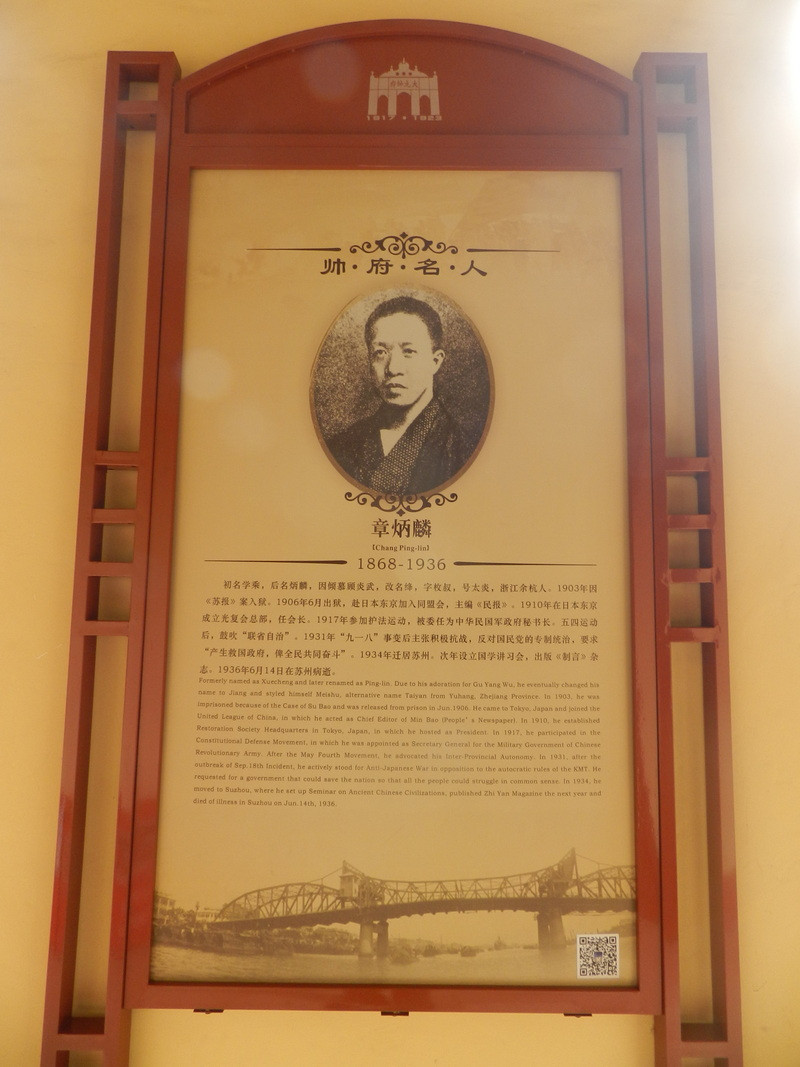 大元帅府
1917 • 1923
帅·府·名·人
章炳麟
[Chang Ping-lin]
1868-1936
初名学乘，后名炳麟，因倾慕顾炎武，改名绛，字枚叔，号太炎，浙江余杭人。1903年因
《苏报》案入狱。1906年6月出狱，赴日本东京加入同盟会，主编《民报》。1910年在日本东京
成立光复会总部，任会长。1917年参加护法运动，被委任为中华民国军政府秘书长。五四运动
后，鼓吹“联省自治”。1931年“九一八”事变后主张积极抗战，反对国民党的专制统治，要求
“产生救国政府，俾全民共同奋斗”。1934年迁居苏州。次年设立国学讲习会，出版《制言》杂
志。1936年6月14日在苏州病逝。
Formerly named as Xuecheng and later renamed as Ping-lin. Due to his adoration for Gu Yang Wu, he eventually changed his
name to Jiang and styled himself Meishu, alternative name Taiyan from Yuhang, Zhejiang Province. In 1903, he was
imprisoned because of the Case of Su Bao and was released from prison in Jun.1906. He came to Tokyo, Japan and joined the
United League of China, in which he acted as Chief Editor of Min Bao (People’s Newspaper). In 1910, he established
Restoration Society Headquarters in Tokyo, Japan, in which he hosted as President. In 1917, he participated in the
Constitutional Defense Movement, in which he was appointed as Secretary General for the Military Government of Chinese
Revolutionary Army. After the May Fourth Movement, he advocated his Inter-Provincial Autonomy. In 1931, after the
outbreak of Sep.18th Incident, he actively stood for Anti-Japanese War in opposition to the autocratic rules of the KMT. He
requested for a government that could save the nation so that all the people could struggle in common sense. In 1934, he
moved to Suzhou, where he set up Seminar on Ancient Chinese Civilisations, published Zhi Yan Magazine the next year and
died of illness in Suzhou on Jun.14th, 1936.